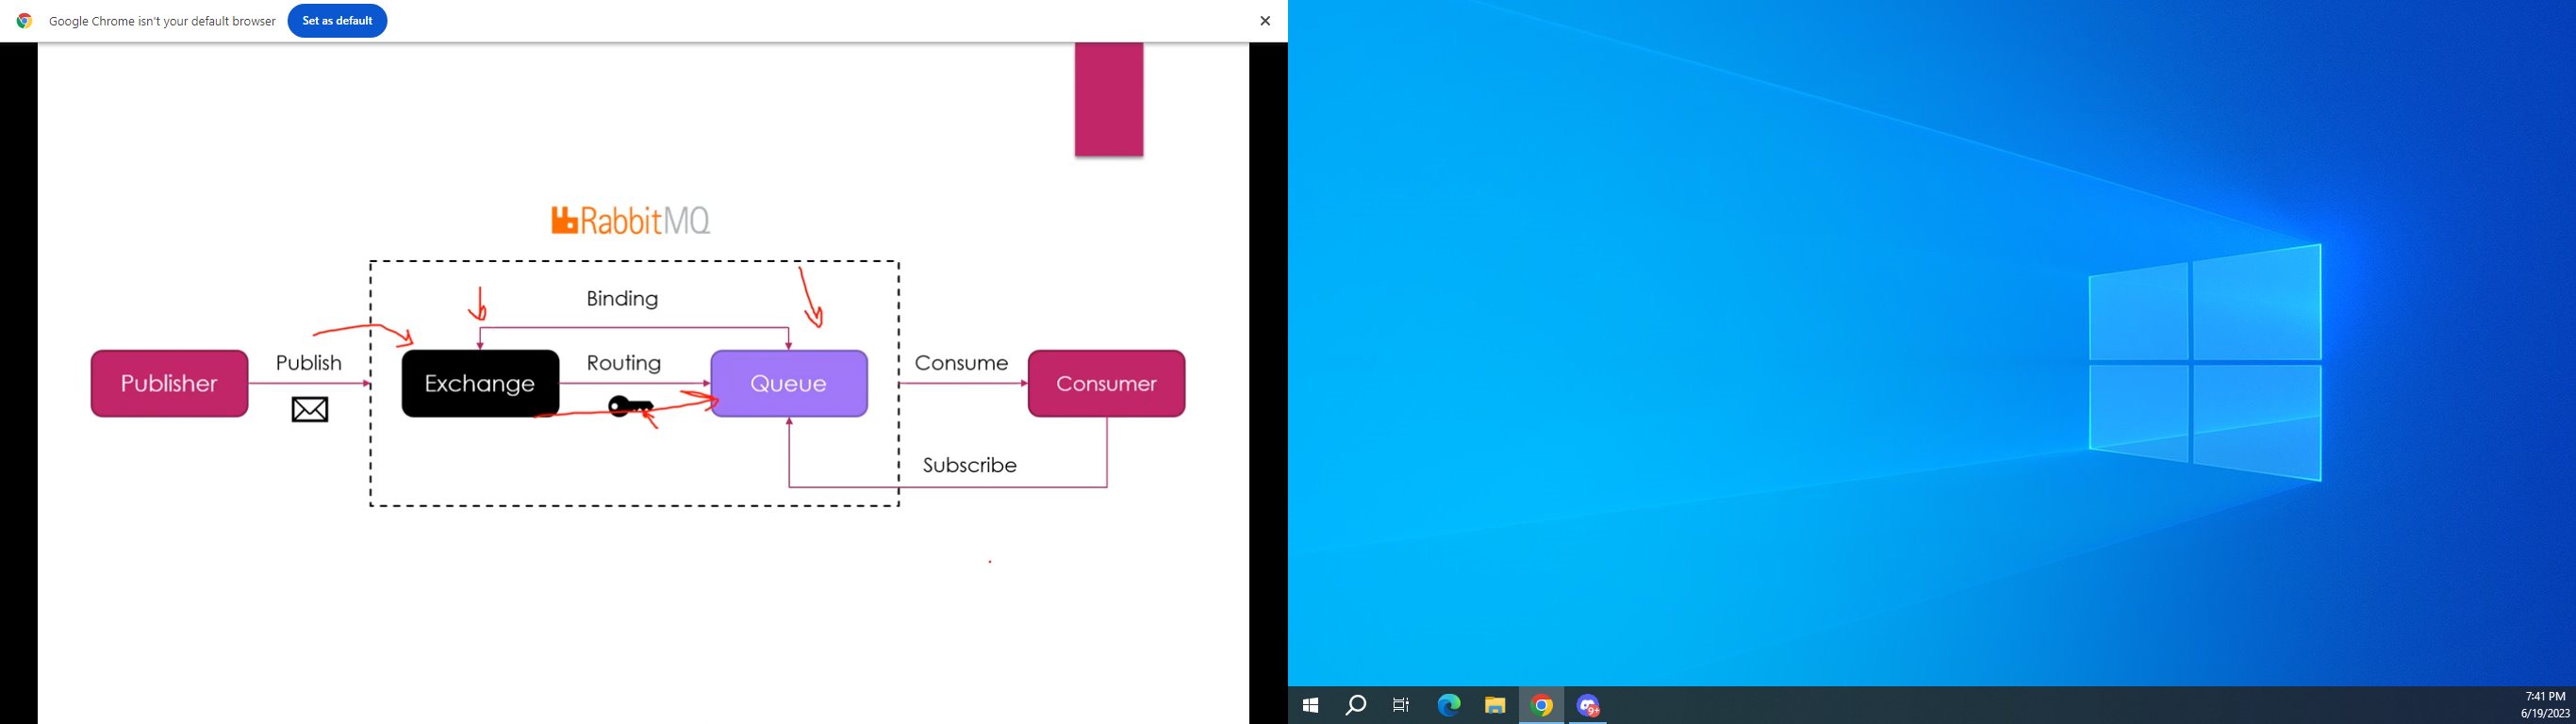 Google Chrome isn't your default browser
Set as default
RabbitMQ
Binding
Publisher
Publish
Exchange
Routing
Queue
Consume
Consumer
Subscribe
9+
7:41 PM
6/19/2023